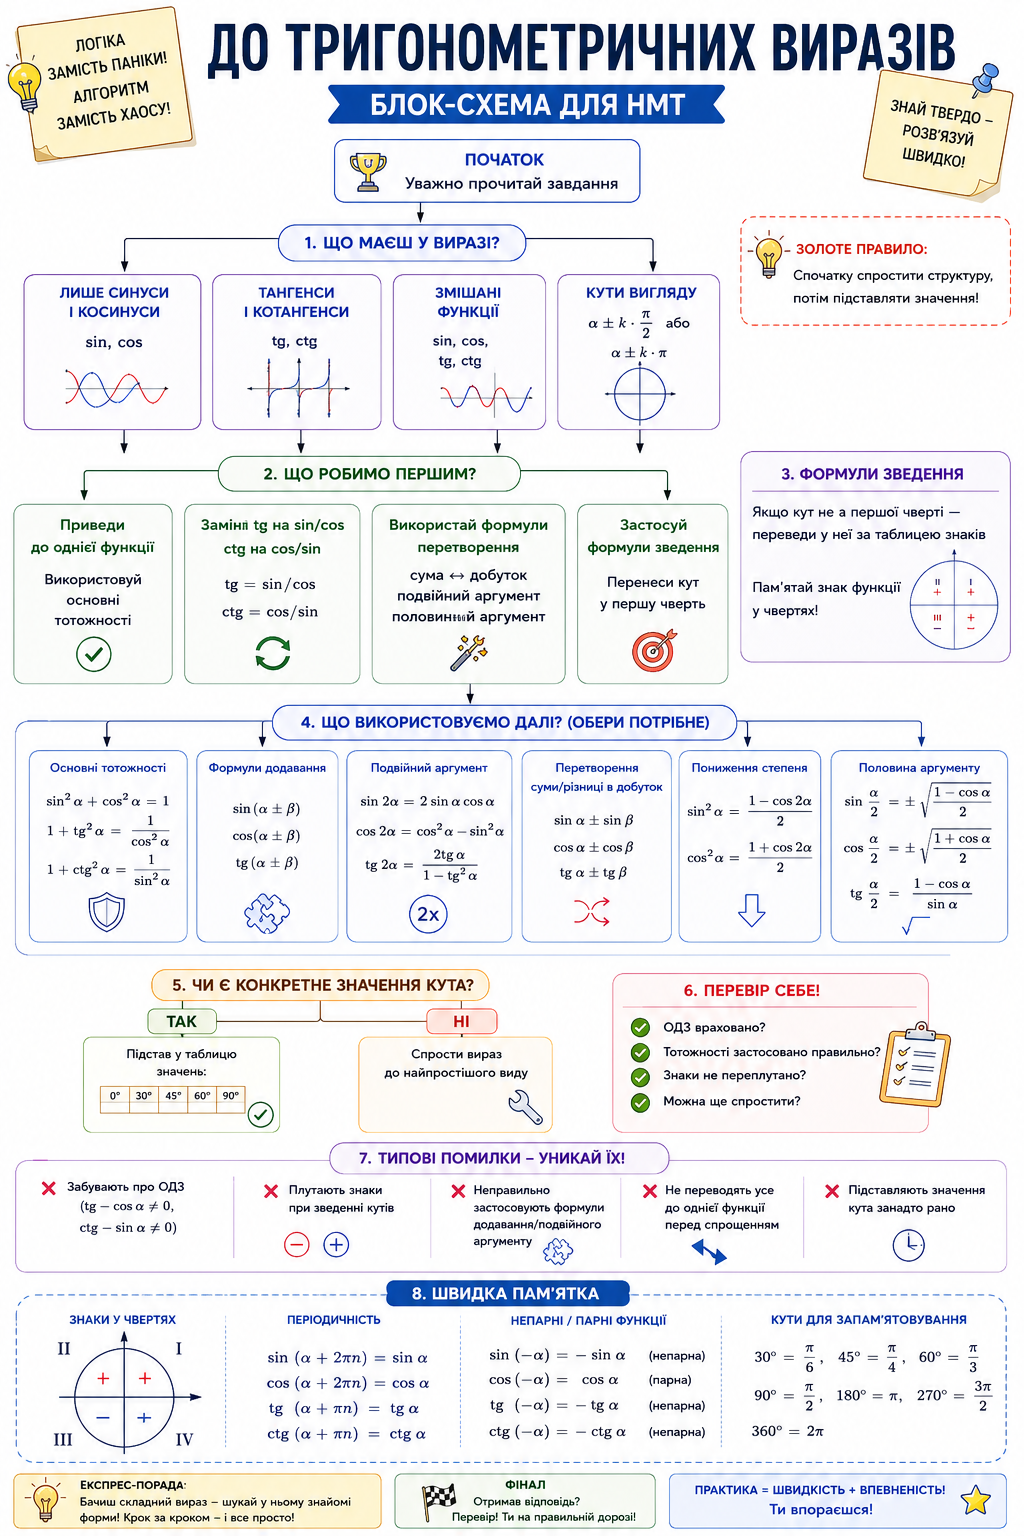 ЛОГІКА
ЗАМІСТЬ ПАНІКИ!
АЛГОРИТМ
ЗАМІСТЬ ХАОСУ!
ДО ТРИГОНОМЕТРИЧНИХ ВИРАЗІВ
БЛОК-СХЕМА ДЛЯ НМТ
ЗНАЙ ТВЕРДО –
РОЗВ'ЯЗУЙ
ШВИДКО!
ПОЧАТОК
Уважно прочитай завдання
1. ЩО МАЄШ У ВИРАЗІ?
ЗОЛОТЕ ПРАВИЛО:
Спочатку спростити структуру,
потім підставляти значення!
ЛИШЕ СИНУСИ
І КОСИНУСИ
sin, cos
ТАНГЕНСИ
І КОТАНГЕНСИ
tg, ctg
ЗМІШАНІ
ФУНКЦІЇ
sin, cos,
tg, ctg
КУТИ ВИГЛЯДУ
α ± k · π/2 або
α ± k · π
2. ЩО РОБИМО ПЕРШИМ?
Приведи
до однієї функції
Використовуй
основні
тотожності
Заміни tg на sin/cos
ctg на cos/sin
tg = sin/cos
ctg = cos/sin
Використай формули
перетворення
сума ↔ добуток
подвійний аргумент
аргумент
Застосуй
формули зведення
Перенеси кут
у першу чверть
3. ФОРМУЛИ ЗВЕДЕННЯ
Якщо кут не а першої чверті —
переведи у неї за таблицею знаків
Пам'ятай знак функції
у чвертях!
II I
+ +
III +
– –
4. ЩО ВИКОРИСТОВУЄМО ДАЛІ? (ОБЕРИ ПОТРІБНЕ)
Основні тотожності
sin² α + cos² α = 1
1 + tg² α = 1/cos² α
1 + ctg² α = 1/sin² α
Формули додавання
sin (α ± β)
cos(α ± β)
tg (α ± β)
Подвійний аргумент
sin 2α = 2 sin α cos α
cos 2α = cos² α – sin² α
tg 2α = 2tg α/1 – tg² α
2x
Перетворення
суми/різниці в добуток
sin α ± sin β
cos α ± cos β
tg α ± tg β
Пониження степеня
sin² α = 1 – cos 2α/2
cos² α = 1 + cos 2α/2
Половина аргументу
sin α/2 = ± √(1 – cos α/2)
cos α/2 = ± √(1 + cos α/2)
tg α/2 = 1 – cos α/sin α
√
5. ЧИ Є КОНКРЕТНЕ ЗНАЧЕННЯ КУТА?
ТАК
Підстав у таблицю
значень:
0° 30° 45° 60° 90°
НІ
Спрости вираз
до найпростішого виду
6. ПЕРЕВІР СЕБЕ!
ОДЗ враховано?
Тотожності застосовано правильно?
Знаки не переплутано?
Можна ще спростити?
7. ТИПОВІ ПОМИЛКИ – УНИКАЙ ЇХ!
Забувають про ОДЗ
(tg – cos α ≠ 0,
ctg – sin α ≠ 0)
Плутають знаки
при зведенні кутів
Неправильно
застосовують формули
додавання/подвійного
аргументу
Не переводять усе
до однієї функції
перед спрощенням
Підставляють значення
кута занадто рано
8. ШВИДКА ПАМ'ЯТКА
ЗНАКИ У ЧВЕРТЯХ
II I
+ +
– +
III IV
ПЕРІОДИЧНІСТЬ
sin (α + 2πn) = sin α
cos (α + 2πn) = cos α
tg (α + πn) = tg α
ctg (α + πn) = ctg α
НЕПАРНІ / ПАРНІ ФУНКЦІЇ
sin (–α) = – sin α (непарна)
cos (–α) = cos α (парна)
tg (–α) = – tg α (непарна)
ctg (–α) = – ctg α (непарна)
КУТИ ДЛЯ ЗАПАМ'ЯТОВУВАННЯ
30° = π/6, 45° = π/4, 60° = π/3
90° = π/2, 180° = π, 270° = 3π/2
360° = 2π
ЕКСПРЕС-ПОРАДА:
Бачиш складний вираз – шукай у ньому знайомі
форми! Крок за кроком – і все просто!
ФІНАЛ
Отримав відповідь?
Перевір! Ти на правильній дорозі!
ПРАКТИКА = ШВИДКІСТЬ + ВПЕВНЕНІСТЬ!
Ти впораєшся!